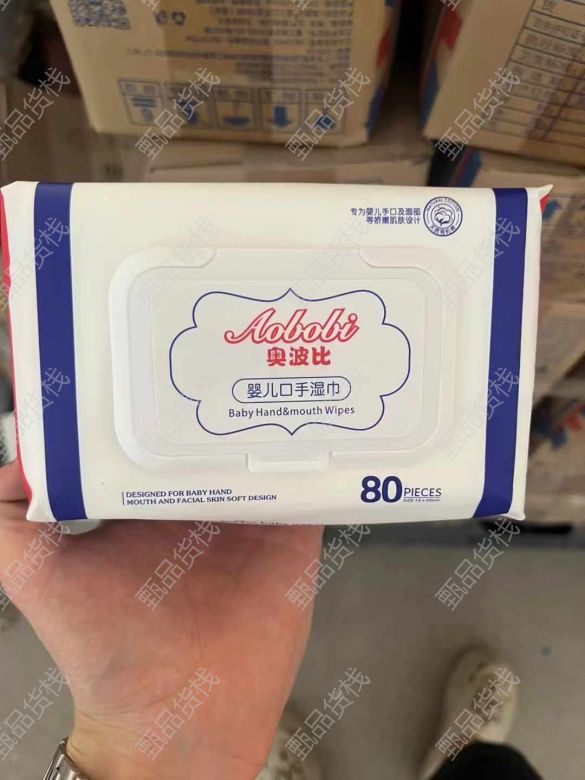 专为婴儿手口及面部
等娇嫩肌肤设计
NATURAL COTTON
Aobobi
奥波比
婴儿口手湿巾
Baby Hand&mouth Wipes
DESIGNED FOR BABY HAND
MOUTH AND FACIAL SKIN SOFT DESIGN
80 PIECES
甄品货栈